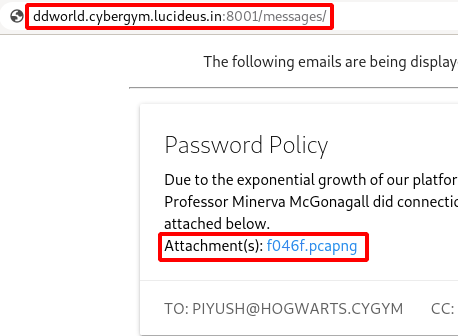 ddworld.cybergym.lucideus.in:8001/messages/
The following emails are being display
Password Policy
Due to the exponential growth of our platfor
Professor Minerva McGonagall did connectio
attached below.
Attachment(s): f046f.pcapng
TO: PIYUSH@HOGWARTS.CYGYM CC: